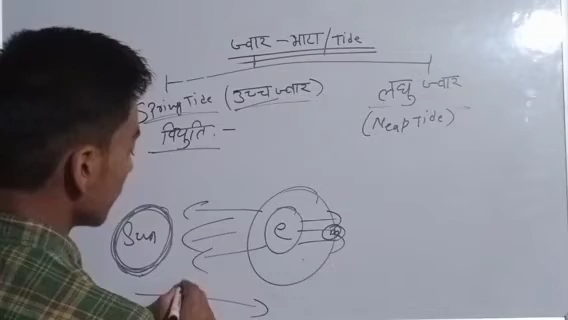 ज्वार - भाटा/Tide
Spring Tide (उच्च ज्वार)
वियुति: -
लघु ज्वार
(Neap Tide)
Sun
e